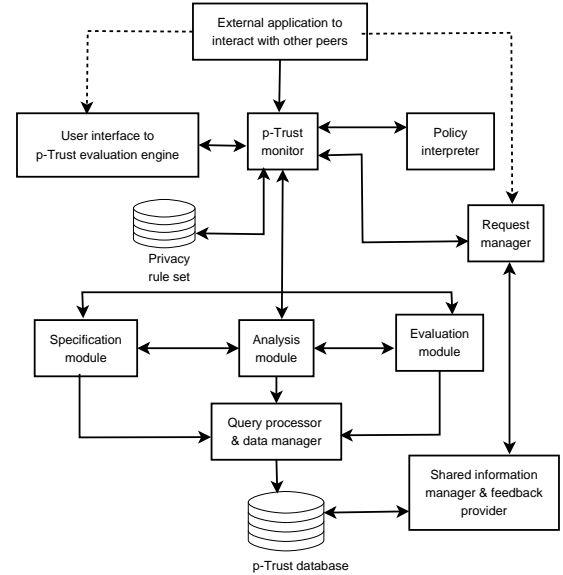 External application to
interact with other peers
User interface to
p-Trust evaluation engine
p-Trust
monitor
Policy
interpreter
Privacy
rule set
Request
manager
Specification
module
Analysis
module
Evaluation
module
Query processor
& data manager
Shared information
manager & feedback
provider
p-Trust database